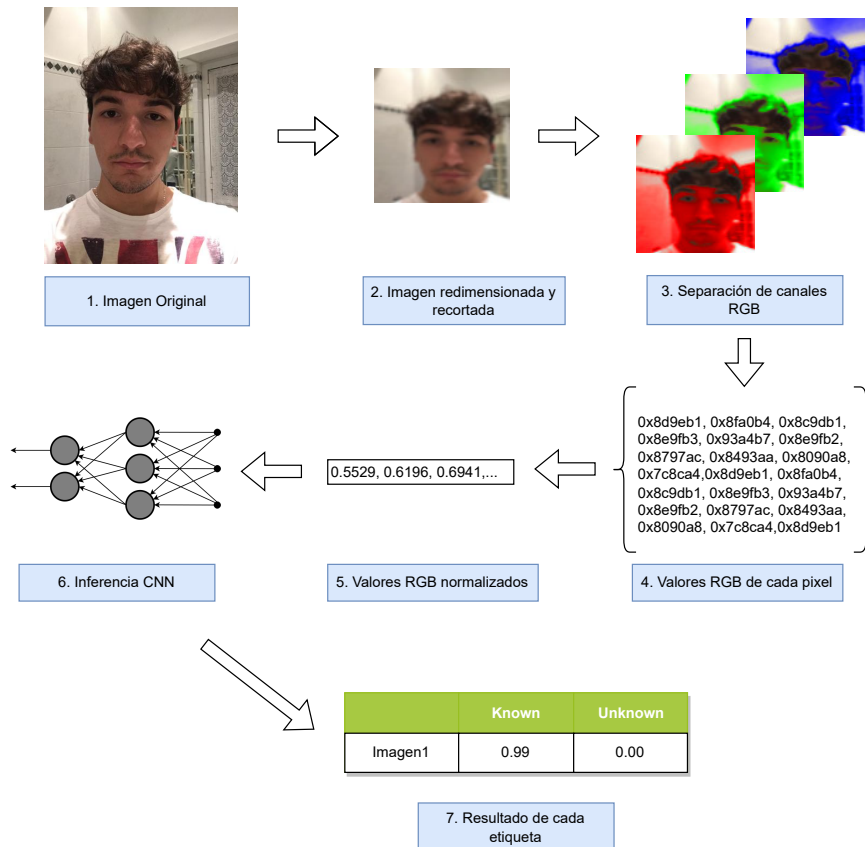 1. Imagen Original
2. Imagen redimensionada y
recortada
3. Separación de canales
RGB
0x8d9eb1, 0x8fa0b4, 0x8c9db1,
0x8e9fb3, 0x93a4b7, 0x8e9fb2,
0x8797ac, 0x8493aa, 0x8090a8,
0x7c8ca4,0x8d9eb1, 0x8fa0b4,
0x8c9db1, 0x8e9fb3, 0x93a4b7,
0x8e9fb2, 0x8797ac, 0x8493aa,
0x8090a8, 0x7c8ca4,0x8d9eb1
4. Valores RGB de cada pixel
0.5529, 0.6196, 0.6941,...
5. Valores RGB normalizados
6. Inferencia CNN
Known Unknown
Imagen1 0.99 0.00
7. Resultado de cada
etiqueta